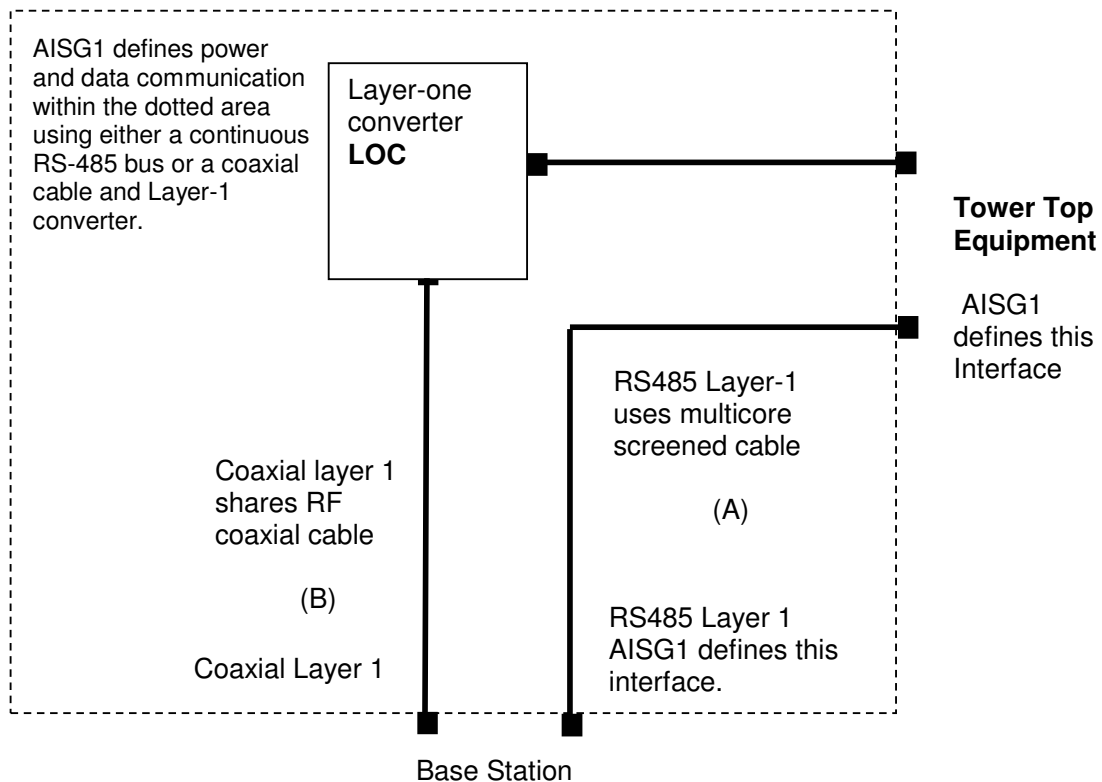 AISG1 defines power
and data communication
within the dotted area
using either a continuous
RS-485 bus or a coaxial
cable and Layer-1
converter.
Layer-one
converter
LOC
Tower Top
Equipment
AISG1
defines this
Interface
RS485 Layer-1
uses multicore
screened cable
(A)
Coaxial layer 1
shares RF
coaxial cable
(B)
Coaxial Layer 1
RS485 Layer 1
AISG1 defines this
interface.
Base Station